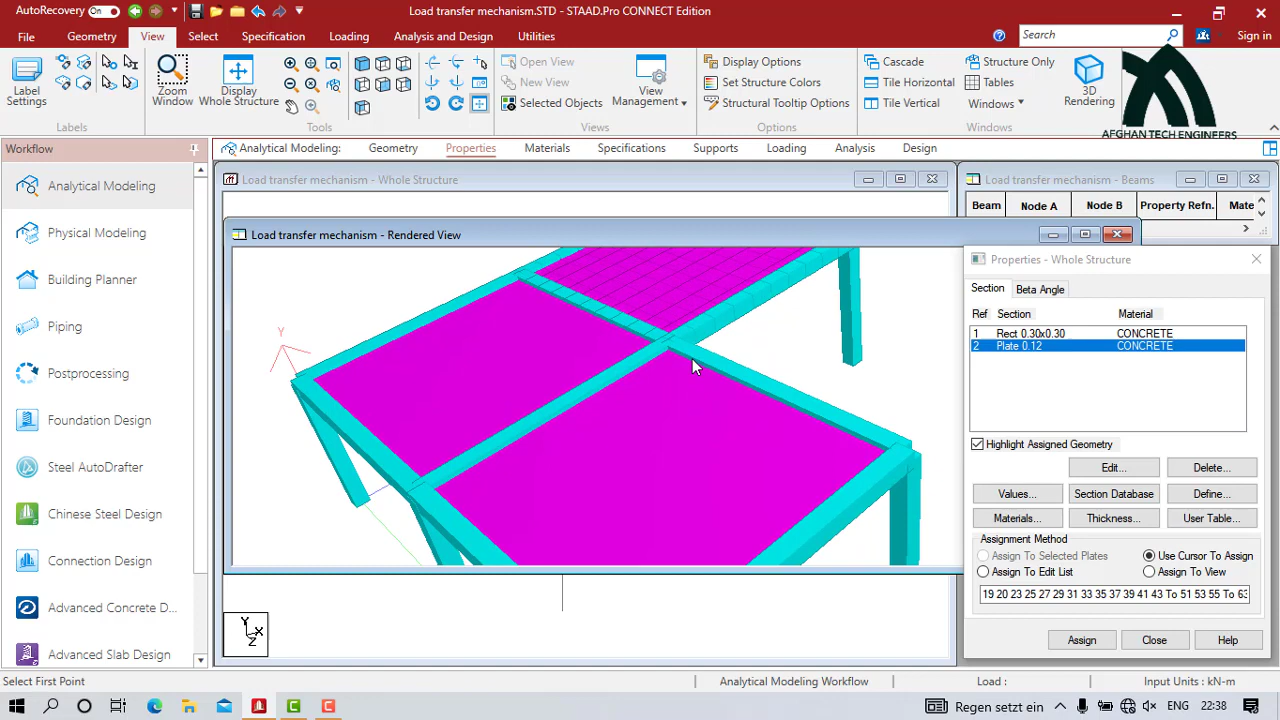 AutoRecovery Load transfer mechanism.STD - STAAD.Pro CONNECT Edition
File Geometry View Select Specification Loading Analysis and Design Utilities Search Sign in
Label Settings
Labels
Zoom Window
Display Whole Structure
Tools
Open View
New View
Selected Objects
View Management
Views
Display Options
Set Structure Colors
Structural Tooltip Options
Options
Cascade
Tile Horizontal
Tile Vertical
Structure Only
Tables
Windows
Windows
3D Rendering
AFGHAN TECH ENGINEERS
Workflow
Analytical Modeling: Geometry Properties Materials Specifications Supports Loading Analysis Design
Analytical Modeling
Physical Modeling
Building Planner
Piping
Postprocessing
Foundation Design
Steel AutoDrafter
Chinese Steel Design
Connection Design
Advanced Concrete D...
Advanced Slab Design
Load transfer mechanism - Whole Structure
Load transfer mechanism - Beams
Beam Node A Node B Property Refn. Mate
Load transfer mechanism - Rendered View
Y
Y
X
Z
Properties - Whole Structure
Section Beta Angle
Ref Section Material
1 Rect 0.30x0.30 CONCRETE
2 Plate 0.12 CONCRETE
Highlight Assigned Geometry
Edit... Delete...
Values... Section Database Define...
Materials... Thickness... User Table...
Assignment Method
Assign To Selected Plates Use Cursor To Assign
Assign To Edit List Assign To View
19 20 23 25 27 29 31 33 35 37 39 41 43 To 51 53 55 To 63
Assign Close Help
Select First Point Analytical Modeling Workflow Load : Input Units : kN-m
Regen setzt ein ENG 22:38